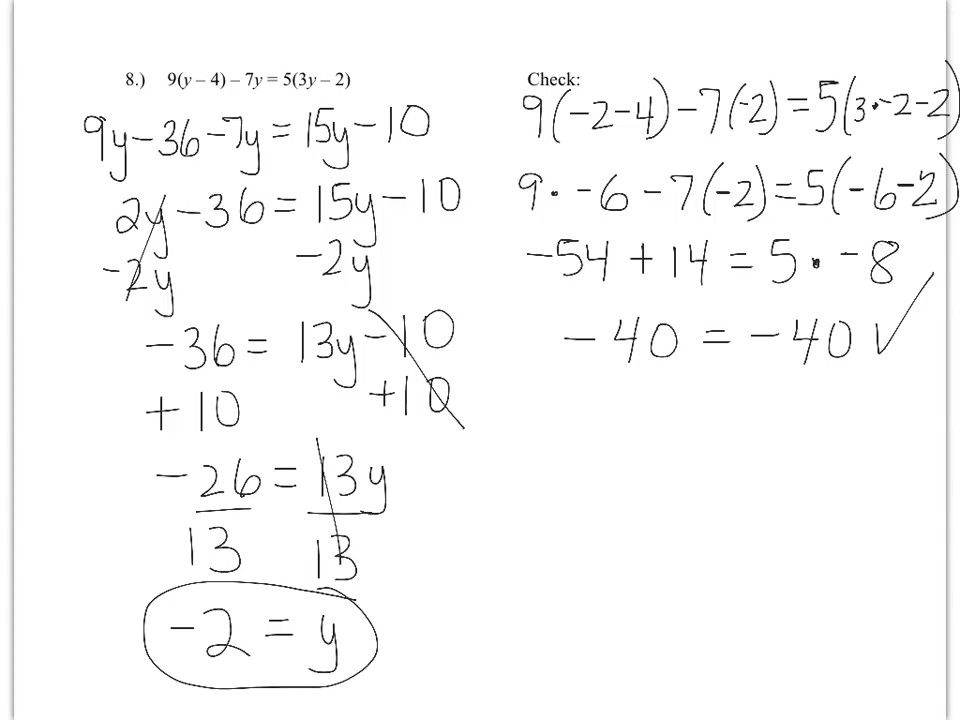 8.) 9(y – 4) – 7y = 5(3y – 2)
9y - 36 - 7y = 15y - 10
2y - 36 = 15y - 10
-2y -2y
-36 = 13y - 10
+10 +10
-26 = 13y
13 13
-2 = y
Check:
9(-2-4) - 7(-2) = 5(3•-2-2)
9• -6 - 7(-2) = 5(-6-2)
-54 + 14 = 5 • -8
-40 = -40 ✓